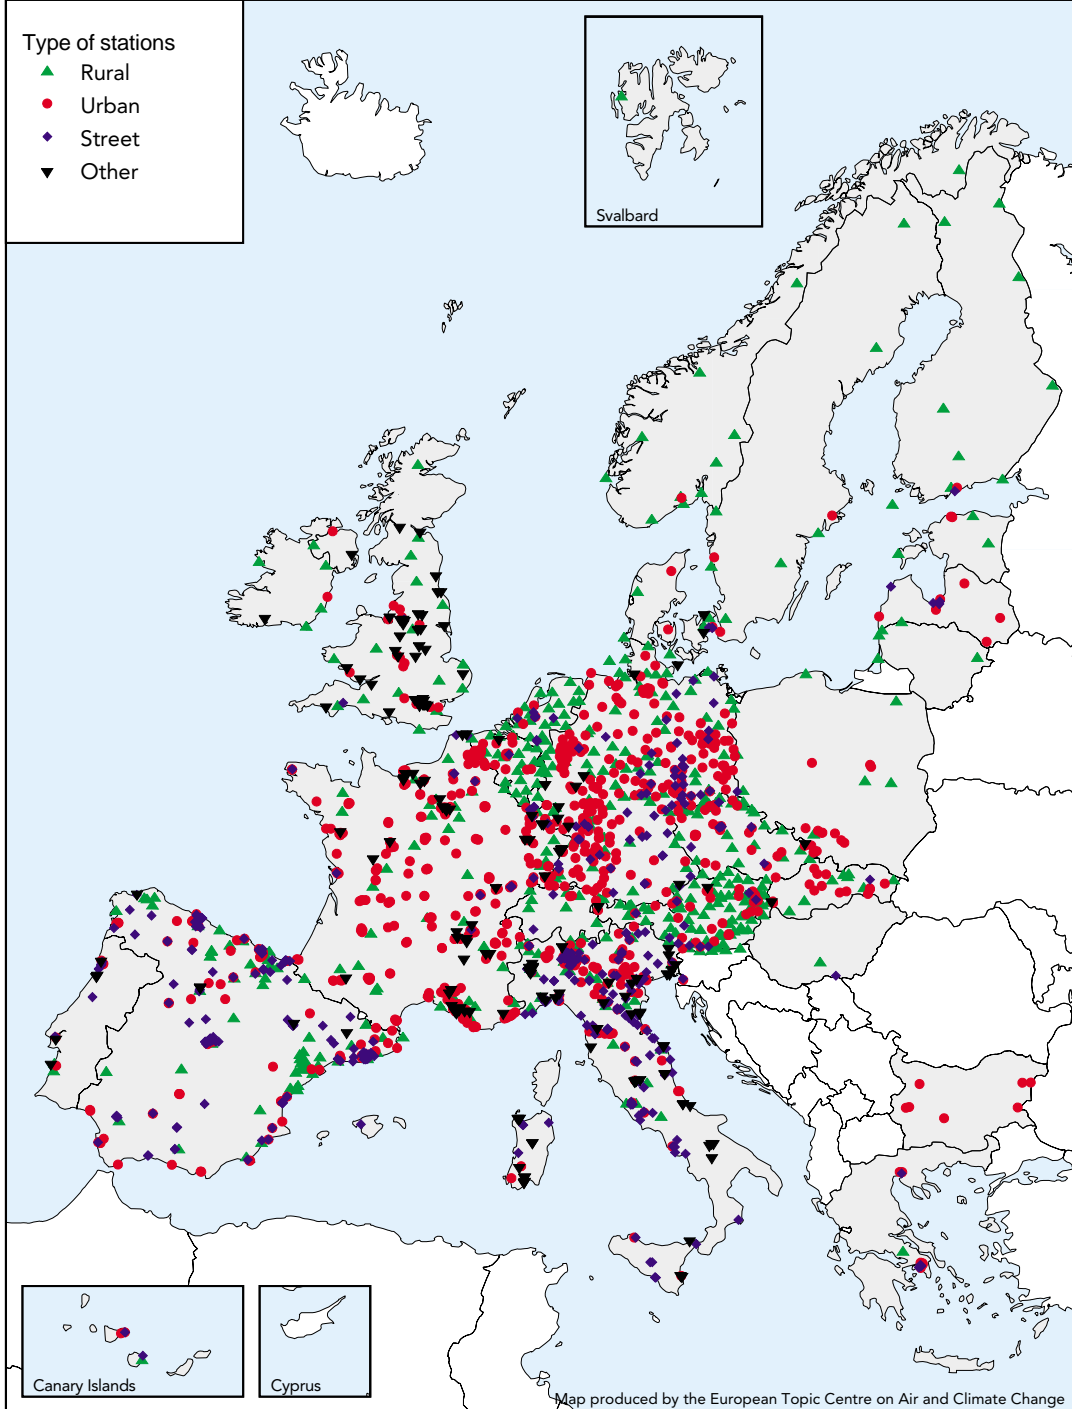 Type of stations
Rural
Urban
Street
Other
Svalbard
Canary Islands
Cyprus
Map produced by the European Topic Centre on Air and Climate Change